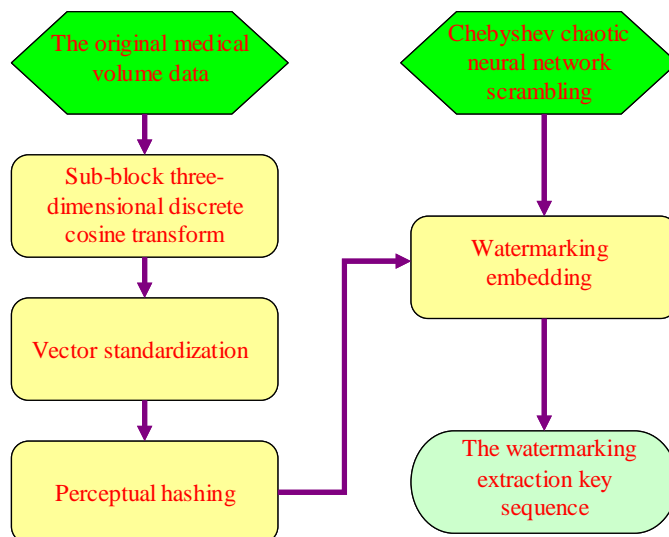 The original medical
volume data
Sub-block three-
dimensional discrete
cosine transform
Vector standardization
Perceptual hashing
Chebyshev chaotic
neural network
scrambling
Watermarking
embedding
The watermarking
extraction key
sequence